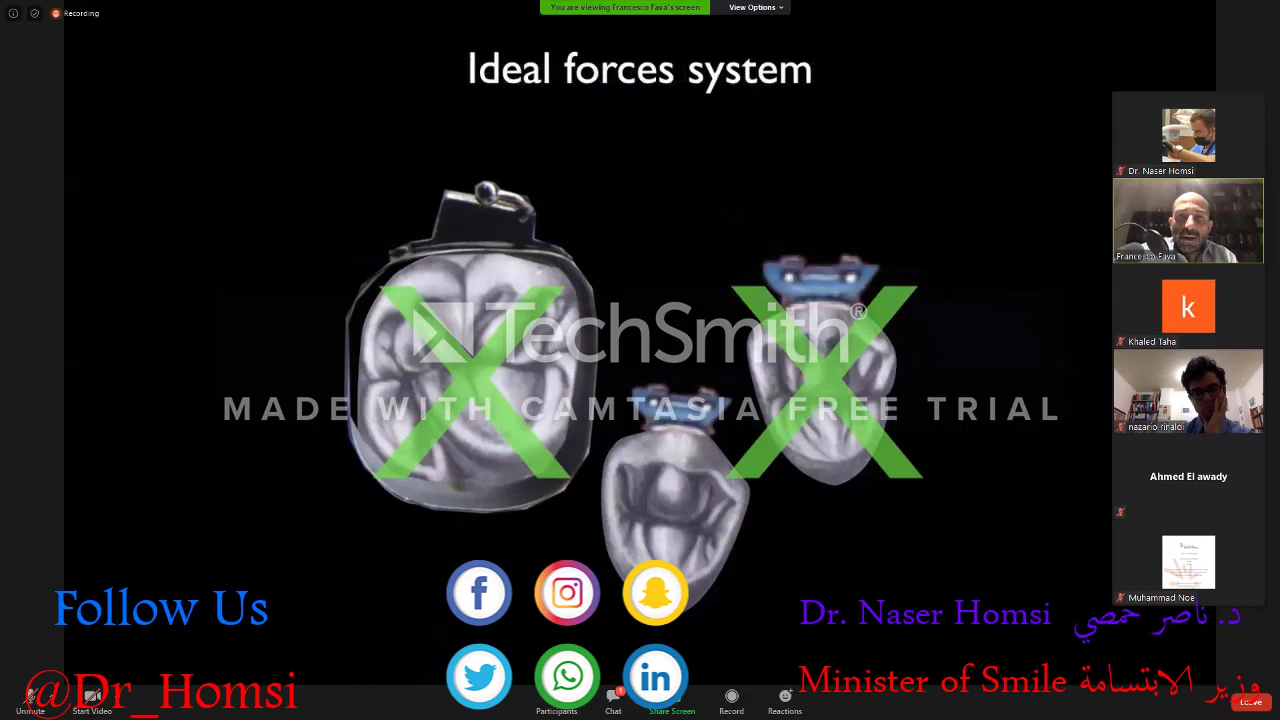 Recording
You are viewing Francesco Fava's screen
View Options
Ideal forces system
Dr. Naser Homsi
Francesco Fava
k
Khaled Taha
TechSmith®
MADE WITH CAMTASIA FREE TRIAL
nazario rinaldi
Ahmed El awady
Muhammad Noe
Follow Us
Dr. Naser Homsi د. ناصر حمصي
@Dr_Homsi
Minister of Smile وزير الابتسامة
in
Unmute
Start Video
Participants
Chat
1
Share Screen
Record
Reactions
Leave